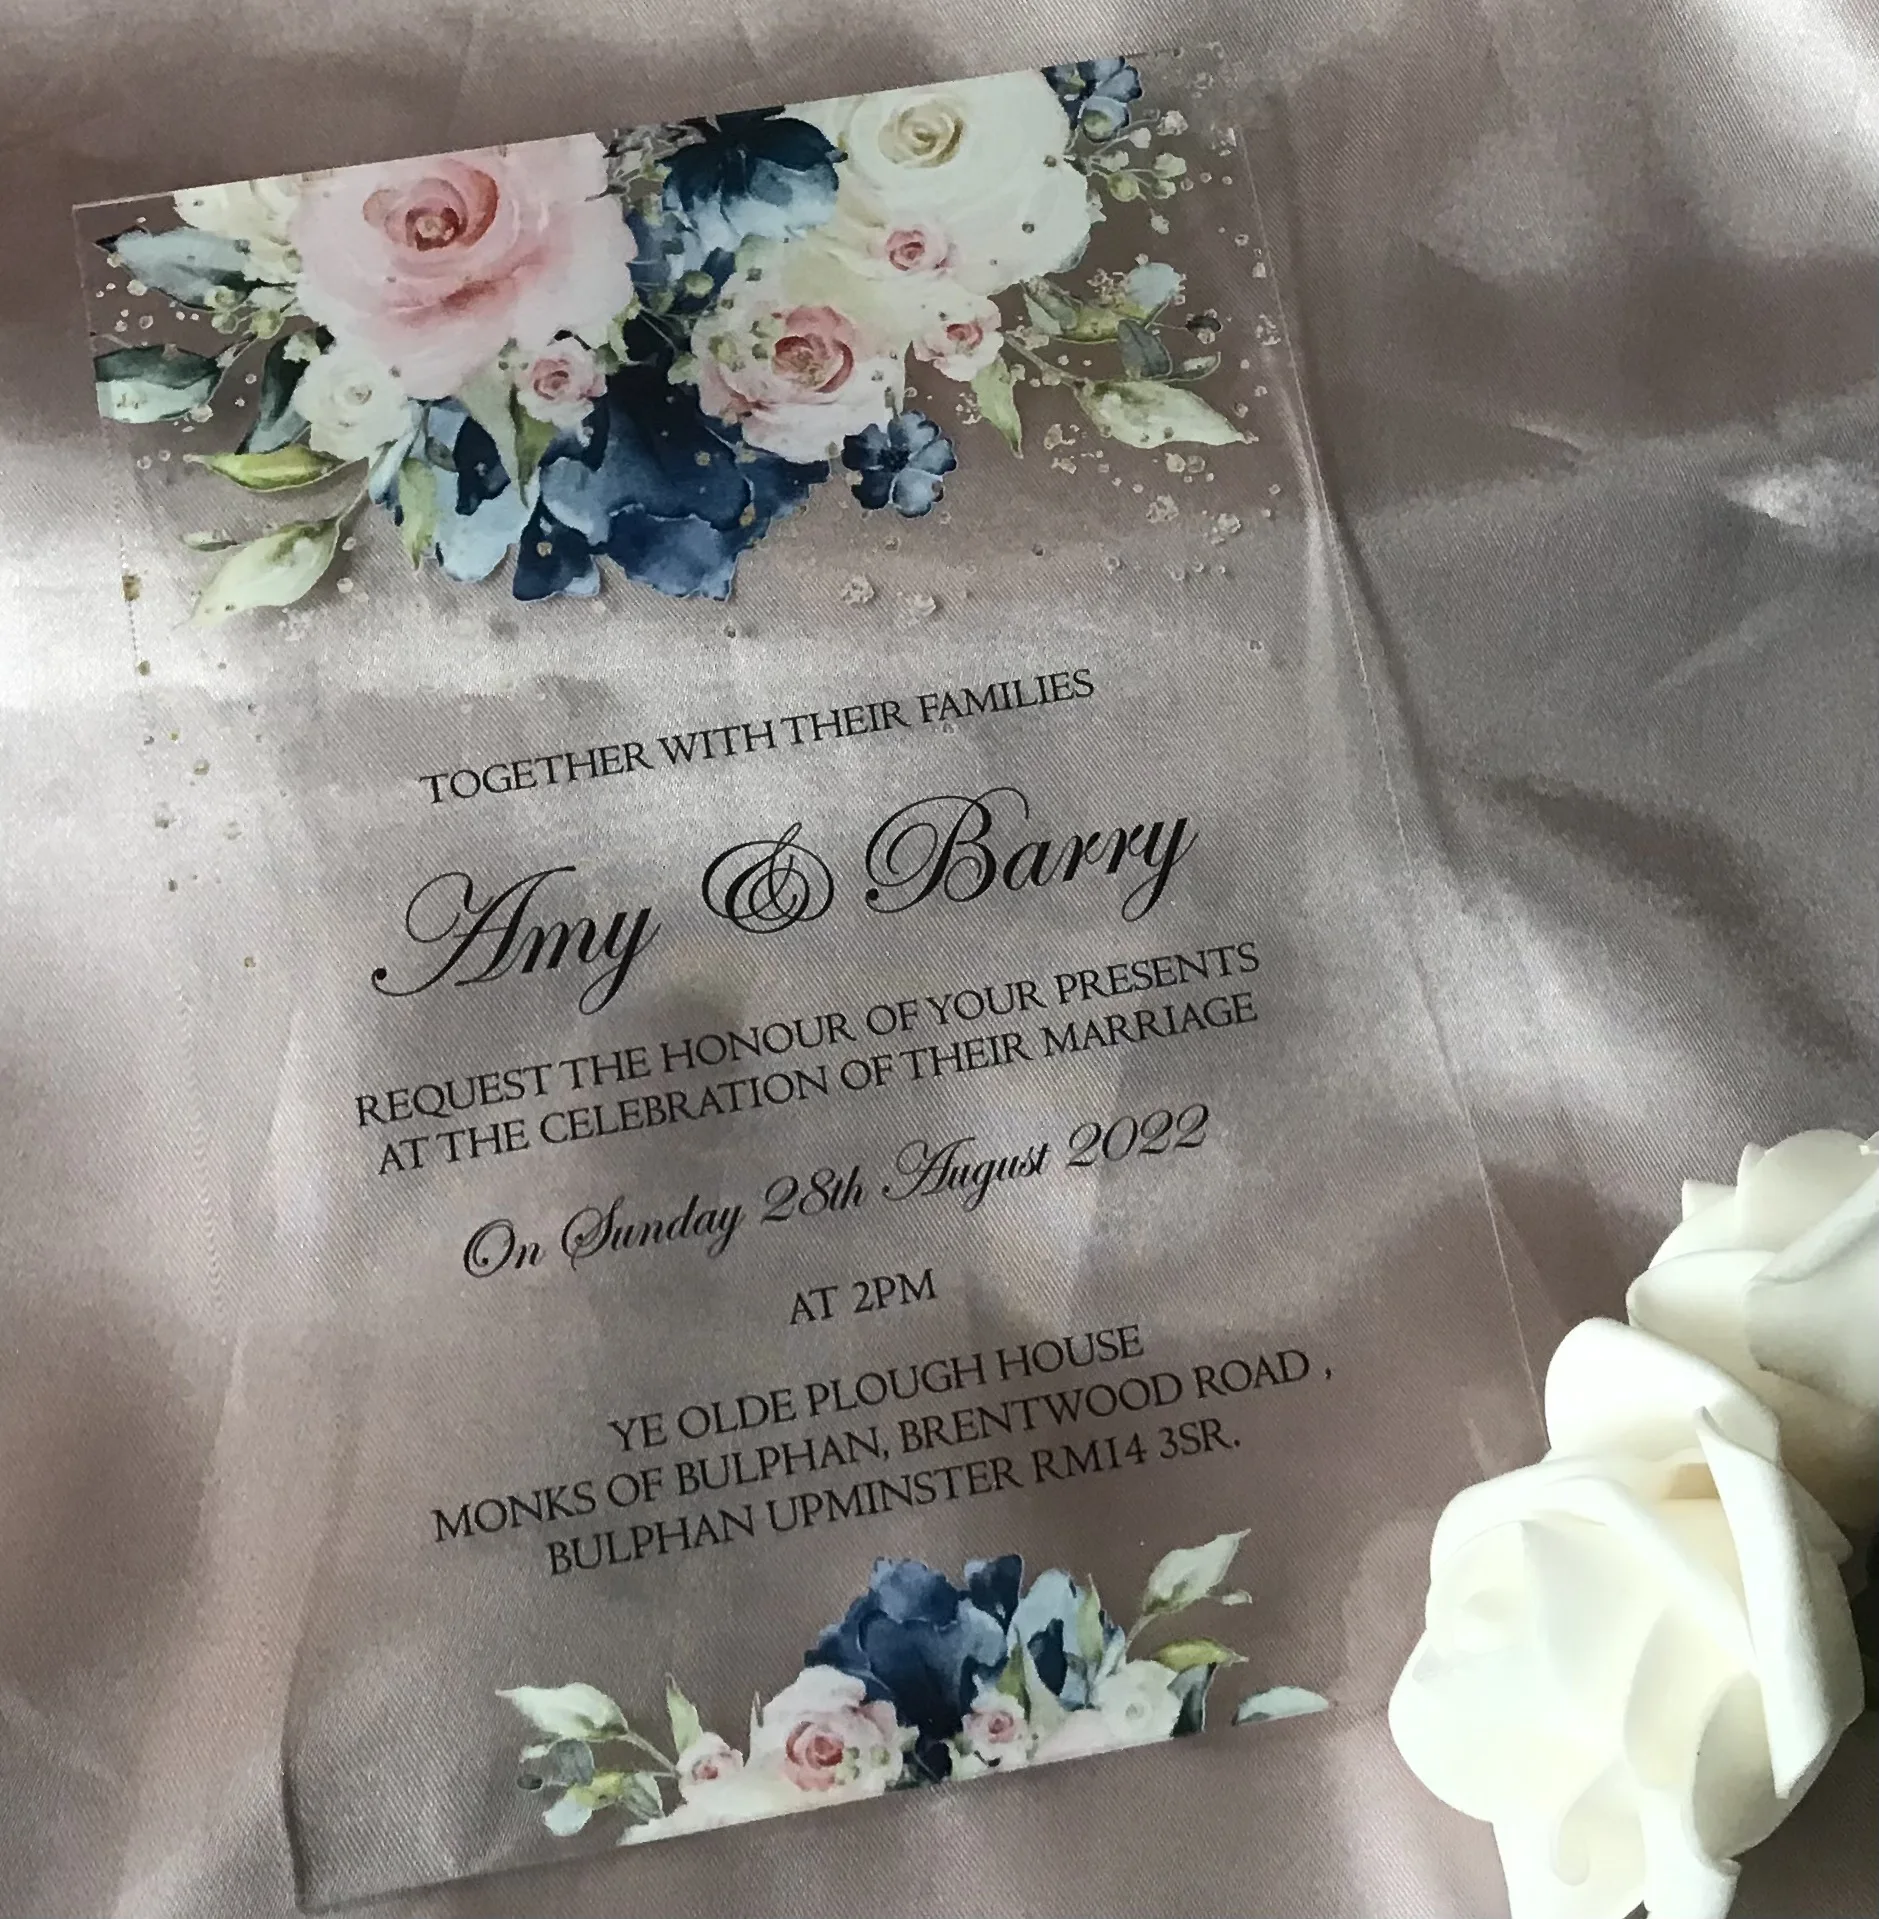 TOGETHER WITH THEIR FAMILIES
Amy & Barry
REQUEST THE HONOUR OF YOUR PRESENTS
AT THE CELEBRATION OF THEIR MARRIAGE
On Sunday 28th August 2022
AT 2PM
YE OLDE PLOUGH HOUSE
MONKS OF BULPHAN, BRENTWOOD ROAD ,
BULPHAN UPMINSTER RM14 3SR.